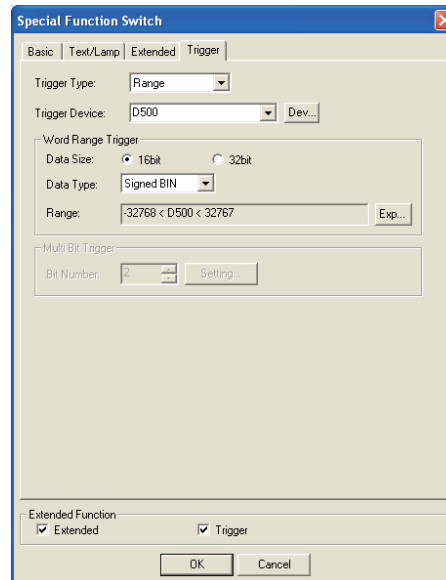 Special Function Switch
Basic Text/Lamp Extended Trigger
Trigger Type: Range
Trigger Device: D500 Dev...
Word Range Trigger
Data Size: 16bit 32bit
Data Type: Signed BIN
Range: -32768 < D500 < 32767 Exp...
Multi Bit Trigger
Bit Number: 2 Setting...
Extended Function
Extended Trigger
OK Cancel